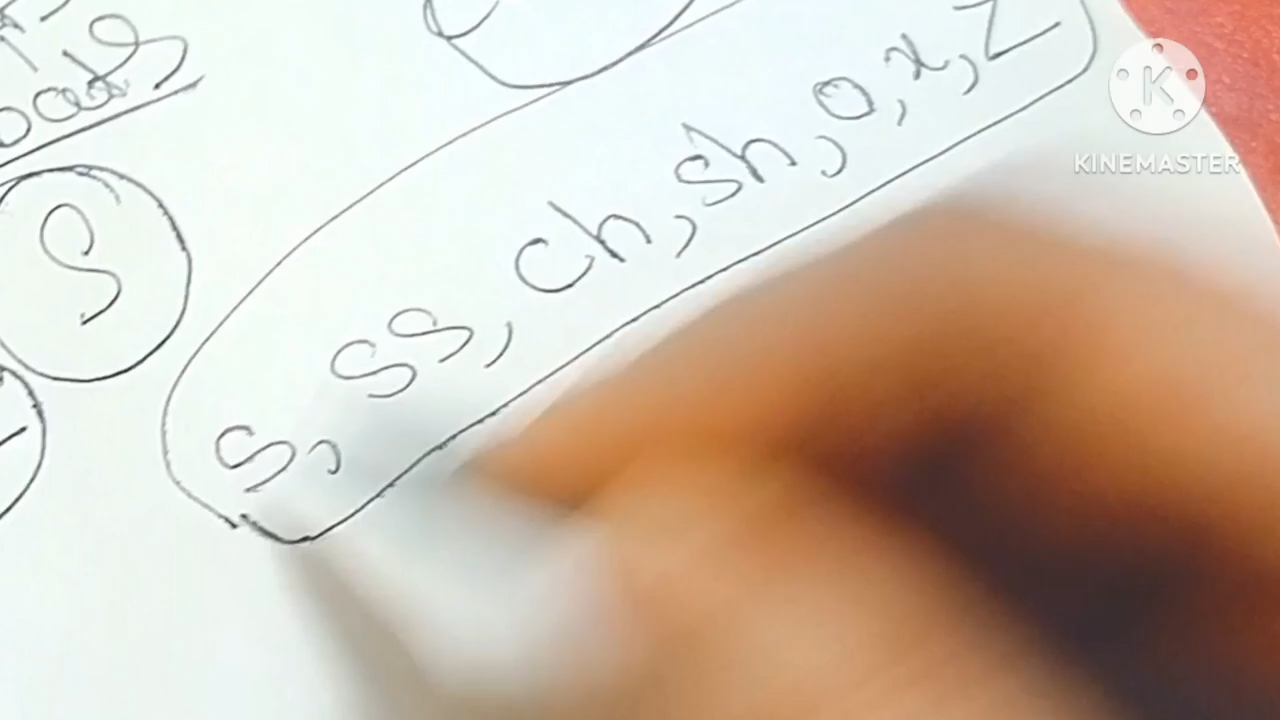 S
S, SS, Ch, Sh, O, x, Z
KINEMASTER